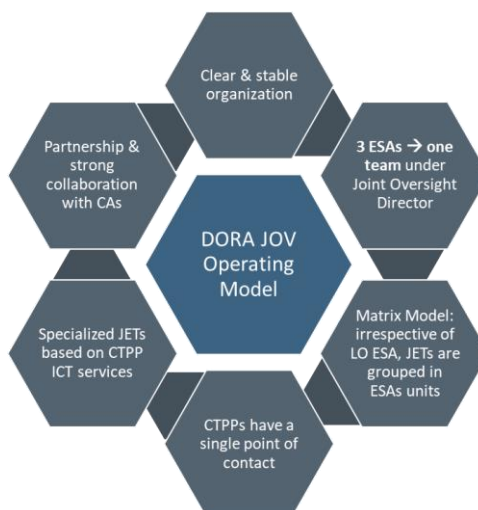 Clear & stable
organization
3 ESAs → one
team under
Joint Oversight
Director
Matrix Model:
irrespective of
LO ESA, JETs are
grouped in
ESAs units
CTPPs have a
single point of
contact
Specialized JETs
based on CTPP
ICT services
Partnership &
strong
collaboration
with CAs
DORA JOV
Operating
Model